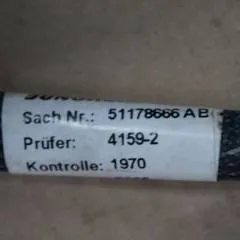 Sach Nr.: 51178666 AB
Prüfer: 4159-2
Kontrolle: 1970